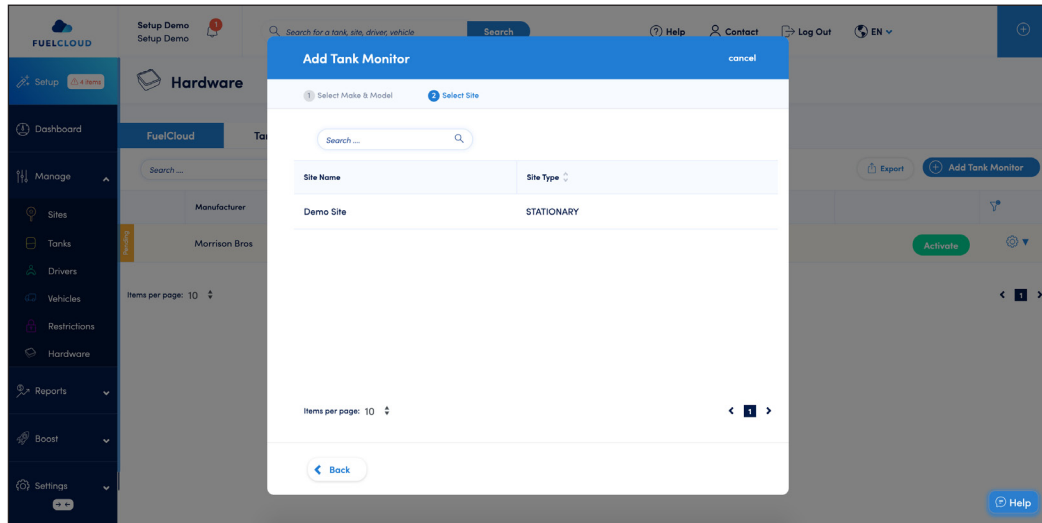 FUELCLOUD
Setup Demo
Setup Demo
1
Search for a tank, site, driver, vehicle
Search
Help
Contact
Log Out
EN
Setup
4 items
Dashboard
Manage
Sites
Tanks
Drivers
Vehicles
Restrictions
Hardware
Reports
Boost
Settings
Hardware
FuelCloud
Ta
Search ....
Export
Add Tank Monitor
Manufacturer
Pending
Morrison Bros
Activate
Items per page: 10
1
Add Tank Monitor
cancel
1 Select Make & Model
2 Select Site
Search ....
Site Name
Site Type
Demo Site
STATIONARY
Items per page: 10
1
Back
Help